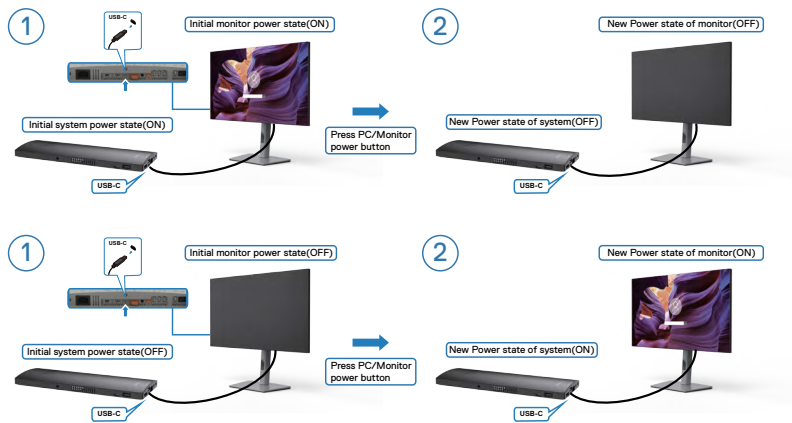 1
USB-C
Initial monitor power state(ON)
Initial system power state(ON)
USB-C
Press PC/Monitor
power button
2
New Power state of monitor(OFF)
New Power state of system(OFF)
USB-C
1
USB-C
Initial monitor power state(OFF)
Initial system power state(OFF)
USB-C
Press PC/Monitor
power button
2
New Power state of monitor(ON)
New Power state of system(ON)
USB-C